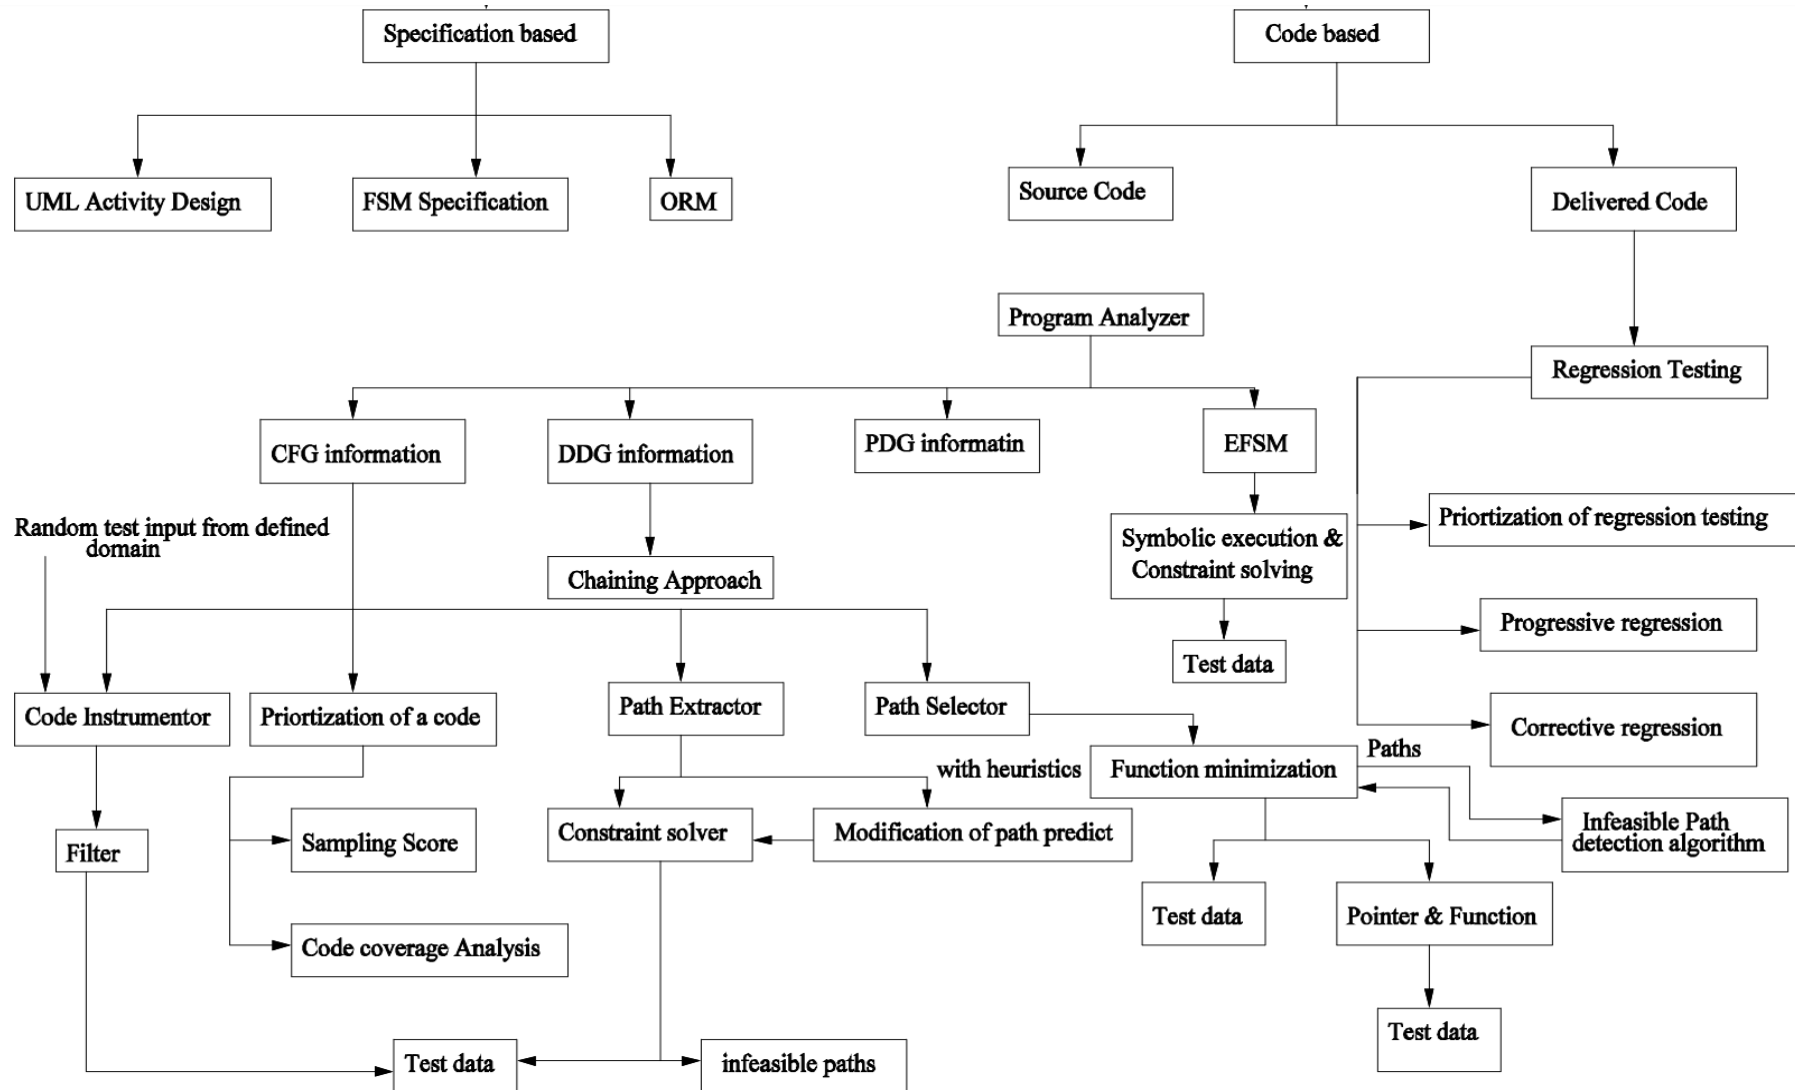 Specification based
Code based
UML Activity Design
FSM Specification
ORM
Source Code
Delivered Code
Program Analyzer
Regression Testing
CFG information
DDG information
PDG informatin
EFSM
Random test input from defined
domain
Priortization of regression testing
Symbolic execution &
Constraint solving
Chaining Approach
Progressive regression
Test data
Code Instrumentor
Priortization of a code
Path Extractor
Path Selector
Corrective regression
Paths
with heuristics
Function minimization
Constraint solver
Modification of path predict
Infeasible Path
detection algorithm
Filter
Sampling Score
Test data
Pointer & Function
Code coverage Analysis
Test data
Test data
infeasible paths